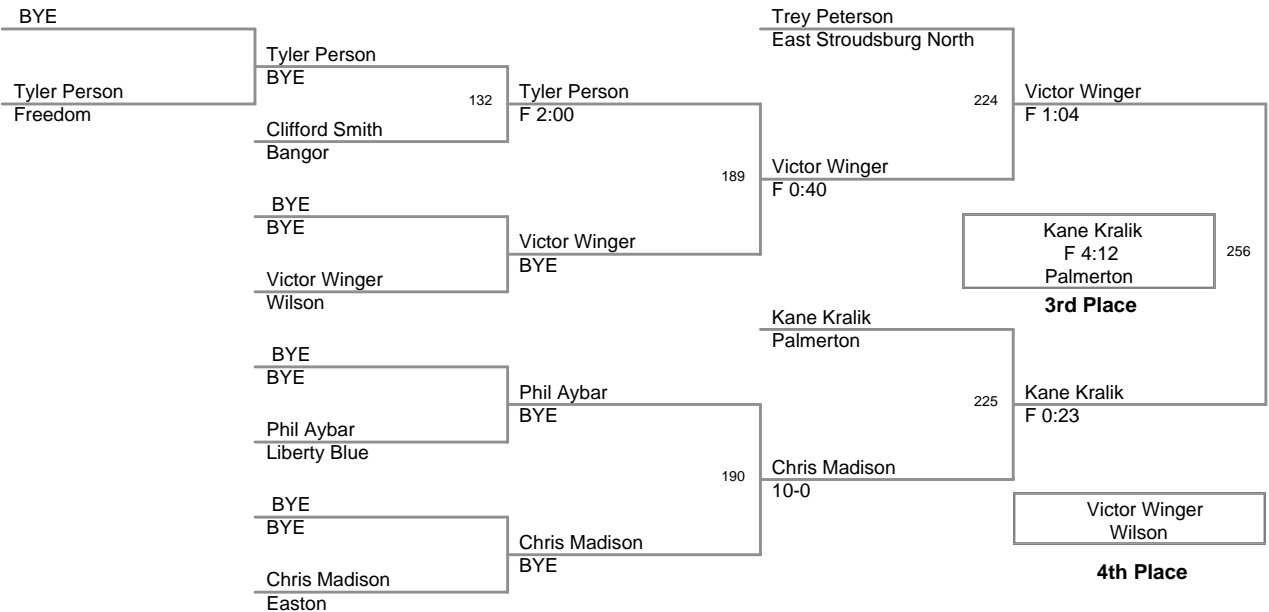 BYE
Tyler Person
Freedom
Tyler Person
BYE
Clifford Smith
Bangor
BYE
BYE
Victor Winger
Wilson
BYE
BYE
Phil Aybar
Liberty Blue
BYE
BYE
Chris Madison
Easton
132
Tyler Person
F 2:00
Victor Winger
BYE
Phil Aybar
BYE
Chris Madison
BYE
189
190
Trey Peterson
East Stroudsburg North
Victor Winger
F 0:40
Kane Kralik
Palmerton
Chris Madison
10-0
224
225
Victor Winger
F 1:04
Kane Kralik
F 4:12
Palmerton
256
3rd Place
Kane Kralik
F 0:23
Victor Winger
Wilson
4th Place